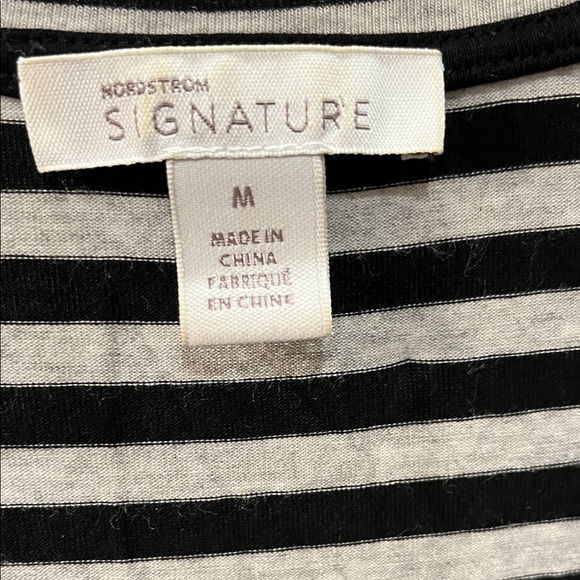 NORDSTROM
SIGNATURE
M
MADE IN
CHINA
FABRIQUÉ
EN CHINE